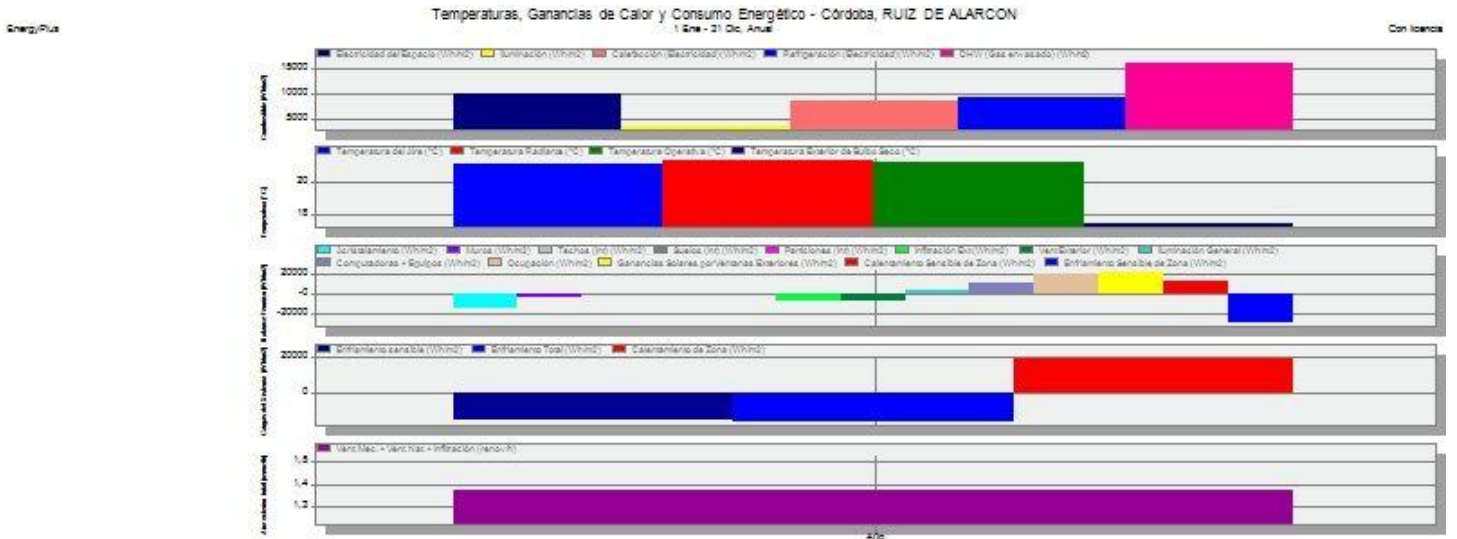 Temperaturas, Ganancias de Calor y Consumo Energético - Córdoba, RUIZ DE ALARCON
EnergyPlus
1 Ene - 31 Dic, Anual
Con licencia
Electricidad del Espacio (Wh/m2) Iluminación (Wh/m2) Calefacción (Electricidad) (Wh/m2) Refrigeración (Electricidad) (Wh/m2) DHW (Gas envasado) (Wh/m2)
15000
10000
5000
Temperatura del Aire (°C) Temperatura Radiante (°C) Temperatura Operativa (°C) Temperatura Exterior de Bulbo Seco (°C)
20
18
Acristalamiento (Wh/m2) Muros (Wh/m2) Techos (int) (Wh/m2) Suelos (int) (Wh/m2) Particiones (int) (Wh/m2) Infiltración Ext (Wh/m2) Vent Exterior (Wh/m2) Iluminación General (Wh/m2)
Computadoras + Equipos (Wh/m2) Ocupación (Wh/m2) Ganancias Solares por Ventanas Exteriores (Wh/m2) Calentamiento Sensible de Zona (Wh/m2) Enfriamiento Sensible de Zona (Wh/m2)
20000
-0
-20000
Enfriamiento sensible (Wh/m2) Enfriamiento Total (Wh/m2) Calentamiento de Zona (Wh/m2)
20000
0
Vent Mec. + Vent Nat + Infiltración (renov/h)
1,4
Año